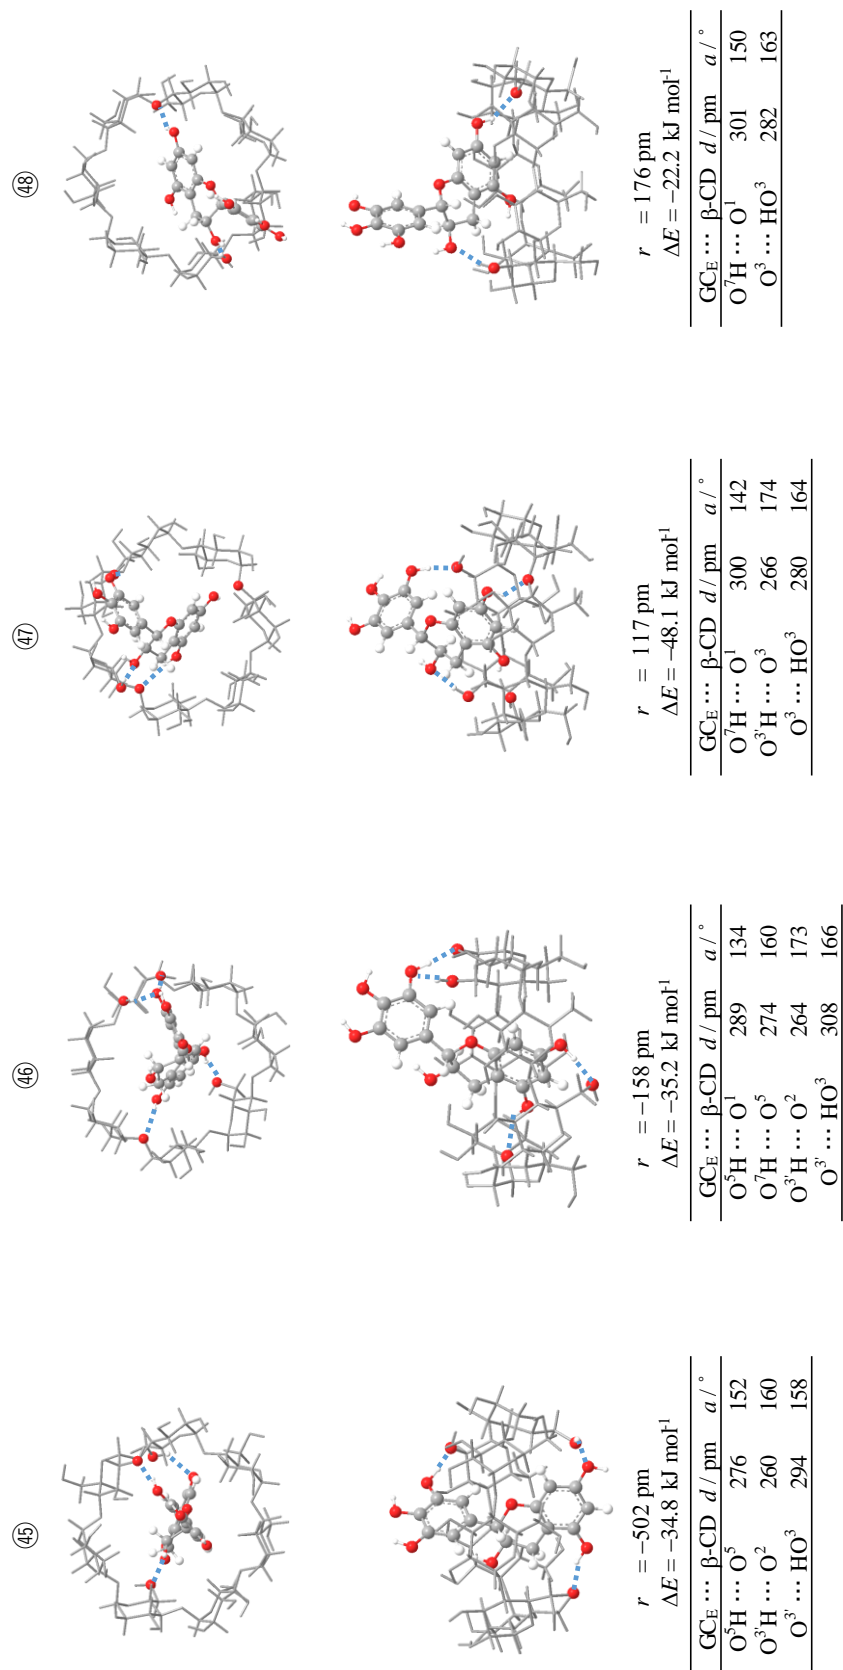 ㊺
r = −502 pm
ΔE = −34.8 kJ mol⁻¹
GC_E ··· β-CD d / pm a / °
O⁵H ··· O⁵ 276 152
O³'H ··· O² 260 160
O³' ··· HO³ 294 158
㊻
r = −158 pm
ΔE = −35.2 kJ mol⁻¹
GC_E ··· β-CD d / pm a / °
O⁵H ··· O¹ 289 134
O⁷H ··· O⁵ 274 160
O³'H ··· O² 264 173
O³' ··· HO³ 308 166
㊼
r = 117 pm
ΔE = −48.1 kJ mol⁻¹
GC_E ··· β-CD d / pm a / °
O⁷H ··· O¹ 300 142
O³'H ··· O³ 266 174
O³ ··· HO³ 280 164
㊽
r = 176 pm
ΔE = −22.2 kJ mol⁻¹
GC_E ··· β-CD d / pm a / °
O⁷H ··· O¹ 301 150
O³ ··· HO³ 282 163